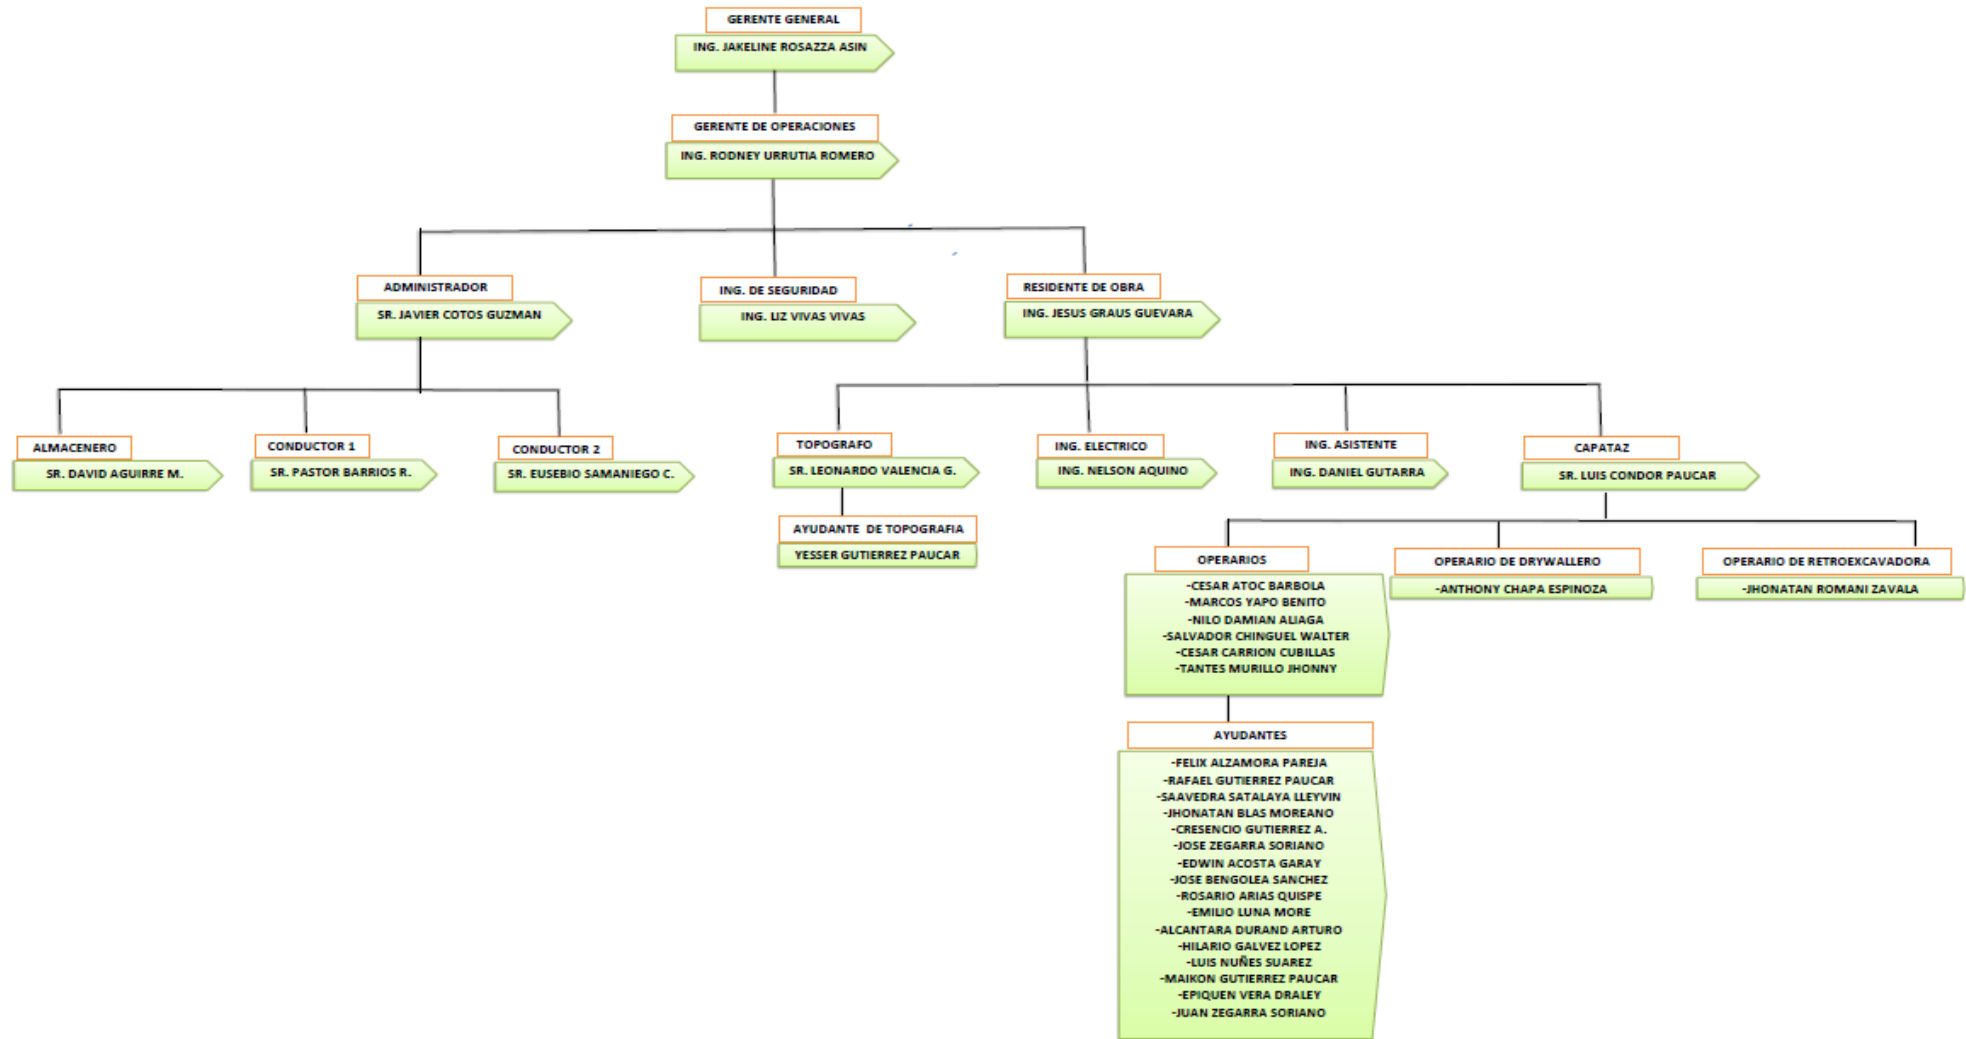 GERENTE GENERAL
ING. JAKELINE ROSAZZA ASIN
GERENTE DE OPERACIONES
ING. RODNEY URRUTIA ROMERO
ADMINISTRADOR
SR. JAVIER COTOS GUZMAN
ING. DE SEGURIDAD
ING. LIZ VIVAS VIVAS
RESIDENTE DE OBRA
ING. JESUS GRAUS GUEVARA
ALMACENERO
SR. DAVID AGUIRRE M.
CONDUCTOR 1
SR. PASTOR BARRIOS R.
CONDUCTOR 2
SR. EUSEBIO SAMANIEGO C.
TOPOGRAFO
SR. LEONARDO VALENCIA G.
ING. ELECTRICO
ING. NELSON AQUINO
ING. ASISTENTE
ING. DANIEL GUTARRA
CAPATAZ
SR. LUIS CONDOR PAUCAR
AYUDANTE DE TOPOGRAFIA
YESSER GUTIERREZ PAUCAR
OPERARIOS
-CESAR ATOC BARBOLA
-MARCOS YAPO BENITO
-NILO DAMIAN ALIAGA
-SALVADOR CHINGUEL WALTER
-CESAR CARRION CUBILLAS
-TANTES MURILLO JHONNY
OPERARIO DE DRYWALLERO
-ANTHONY CHAPA ESPINOZA
OPERARIO DE RETROEXCAVADORA
-JHONATAN ROMANI ZAVALA
AYUDANTES
-FELIX ALZAMORA PAREJA
-RAFAEL GUTIERREZ PAUCAR
-SAAVEDRA SATALAYA LLEYVIN
-JHONATAN BLAS MOREANO
-CRESENCIO GUTIERREZ A.
-JOSE ZEGARRA SORIANO
-EDWIN ACOSTA GARAY
-JOSE BENGOLEA SANCHEZ
-ROSARIO ARIAS QUISPE
-EMILIO LUNA MORE
-ALCANTARA DURAND ARTURO
-HILARIO GALVEZ LOPEZ
-LUIS NUÑES SUAREZ
-MAIKON GUTIERREZ PAUCAR
-EPIQUEN VERA DRALEY
-JUAN ZEGARRA SORIANO